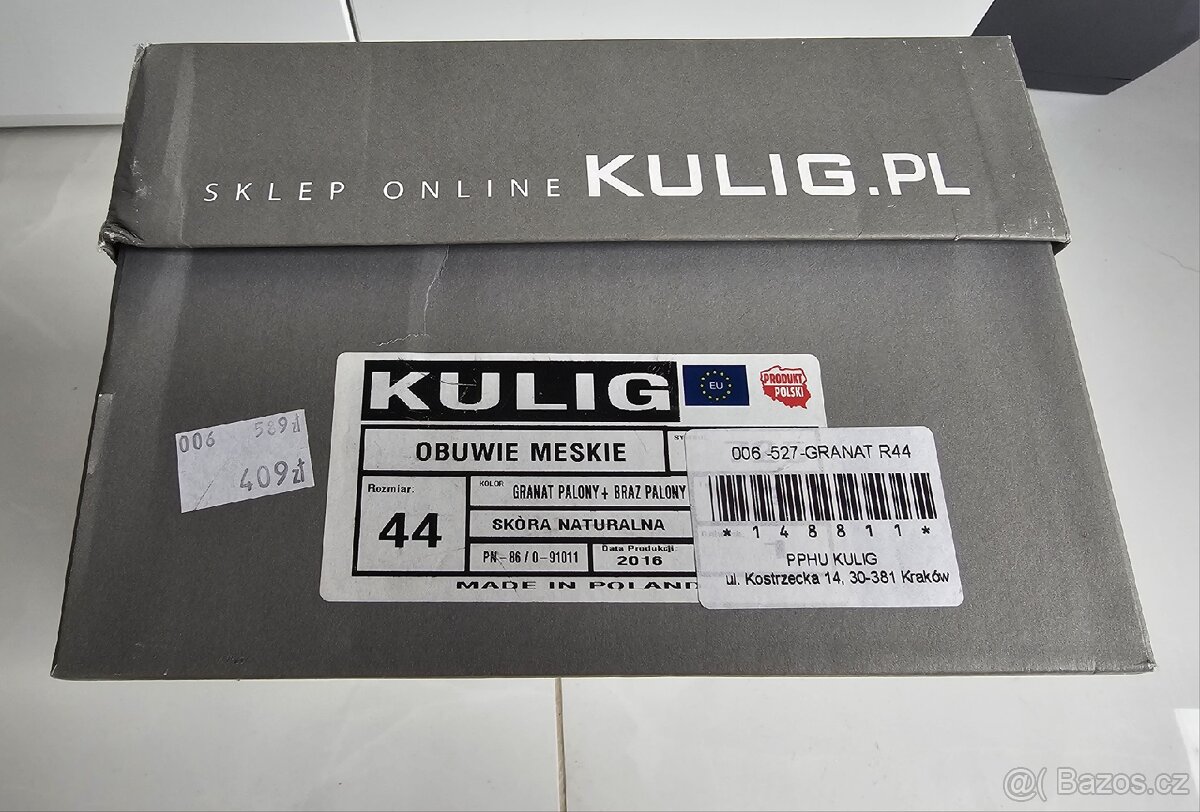 SKLEP ONLINE KULIG.PL
KULIG
EU
PRODUKT
POLSKI
OBUWIE MESKIE
006 589zł
409zł
Rozmiar:
44
KOLOR
GRANAT PALONY + BRAZ PALONY
SKÒRA NATURALNA
PN-86/0-91011
Data Produkcji:
2016
MADE IN POLAND
006 -527-GRANAT R44
*148811*
PPHU KULIG
ul. Kostrzecka 14, 30-381 Kraków
@( Bazos.cz